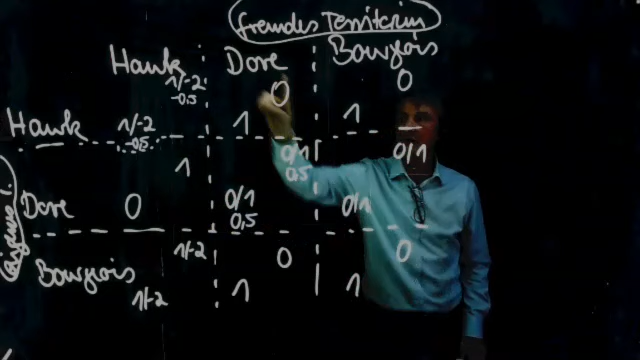 fremdes Territorium
Hawk Dove Bourgois
1/-2 0 0
-0,5
Hawk 1/-2 1 1
-0,5
1 0/1 0/1
0,5
Dove 0 0/1 0/1
0,5
1/-2 0 0
Bourgois 1/-2 1 1